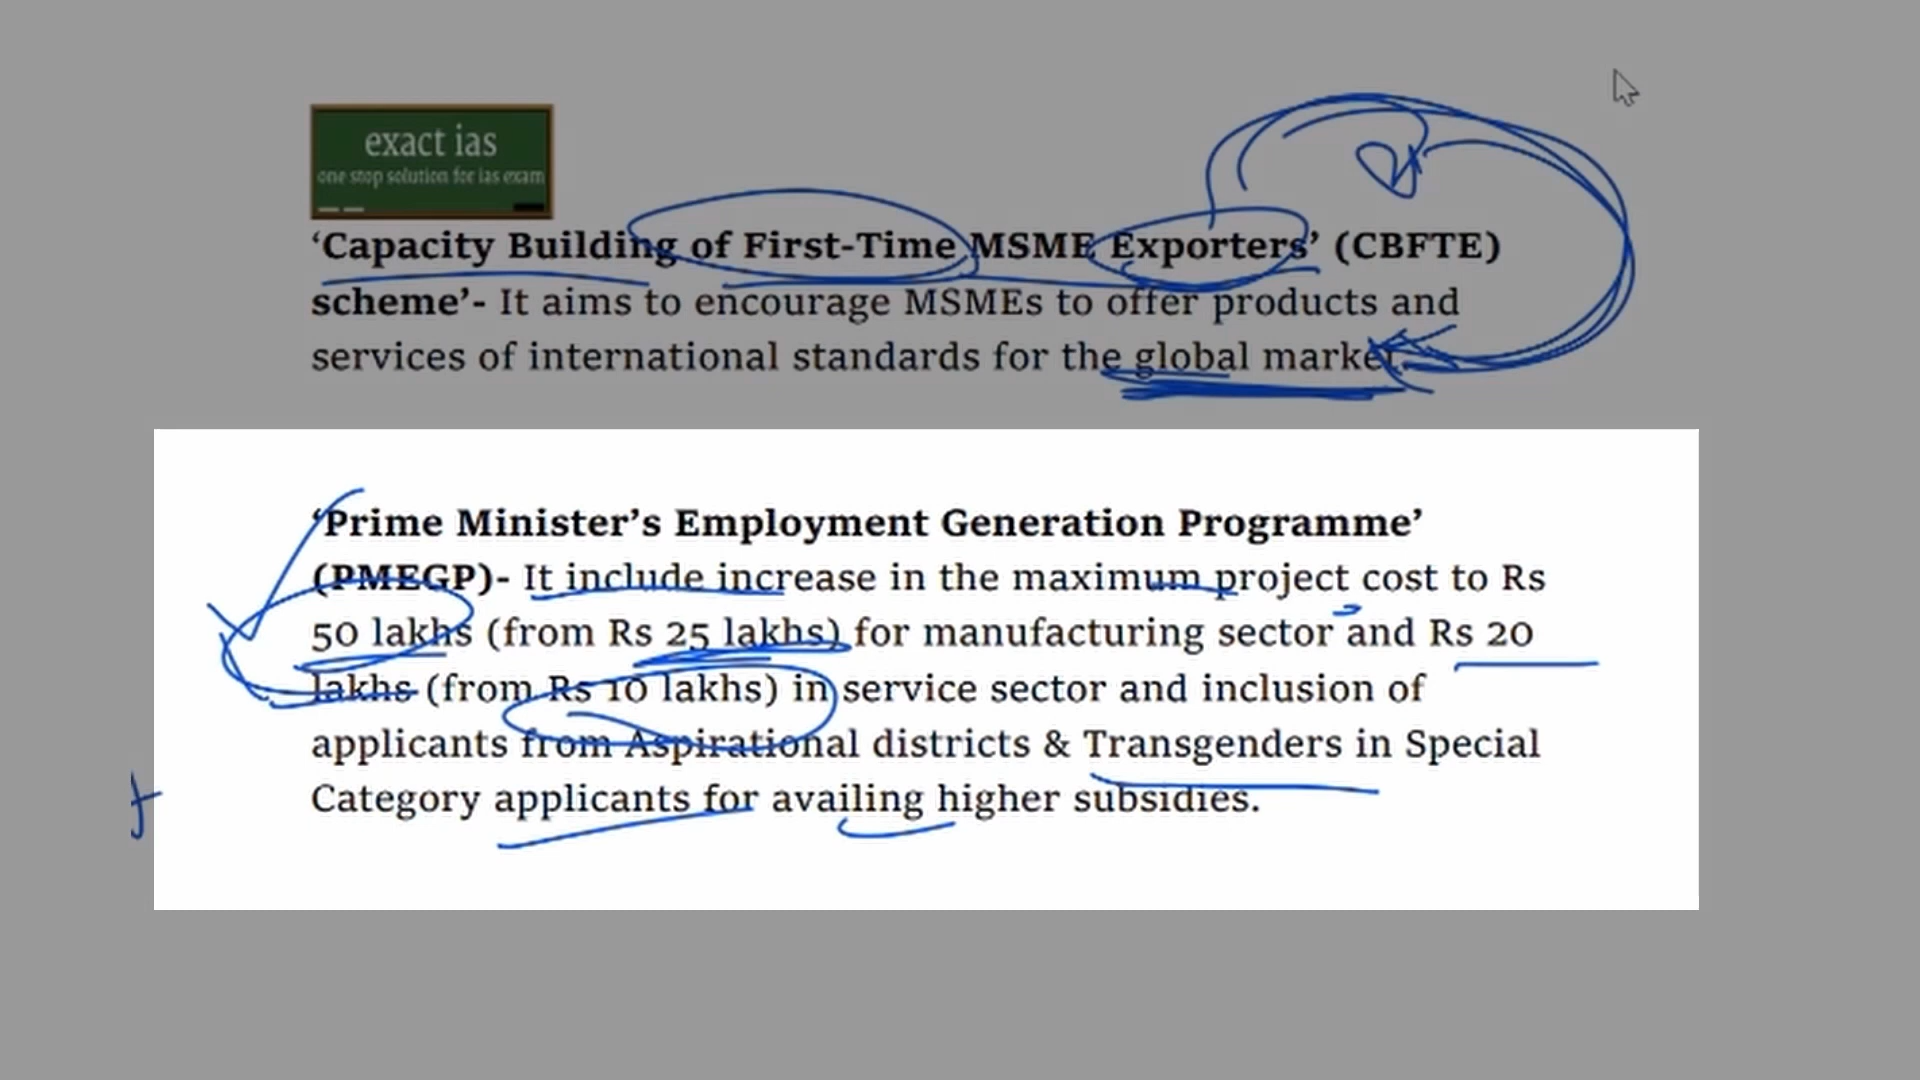 exact ias
one stop solution for ias exam
‘Capacity Building of First-Time MSME Exporters’ (CBFTE)
scheme’- It aims to encourage MSMEs to offer products and
services of international standards for the global market.
‘Prime Minister’s Employment Generation Programme’
(PMEGP)- It include increase in the maximum project cost to Rs
50 lakhs (from Rs 25 lakhs) for manufacturing sector and Rs 20
lakhs (from Rs 10 lakhs) in service sector and inclusion of
applicants from Aspirational districts & Transgenders in Special
Category applicants for availing higher subsidies.